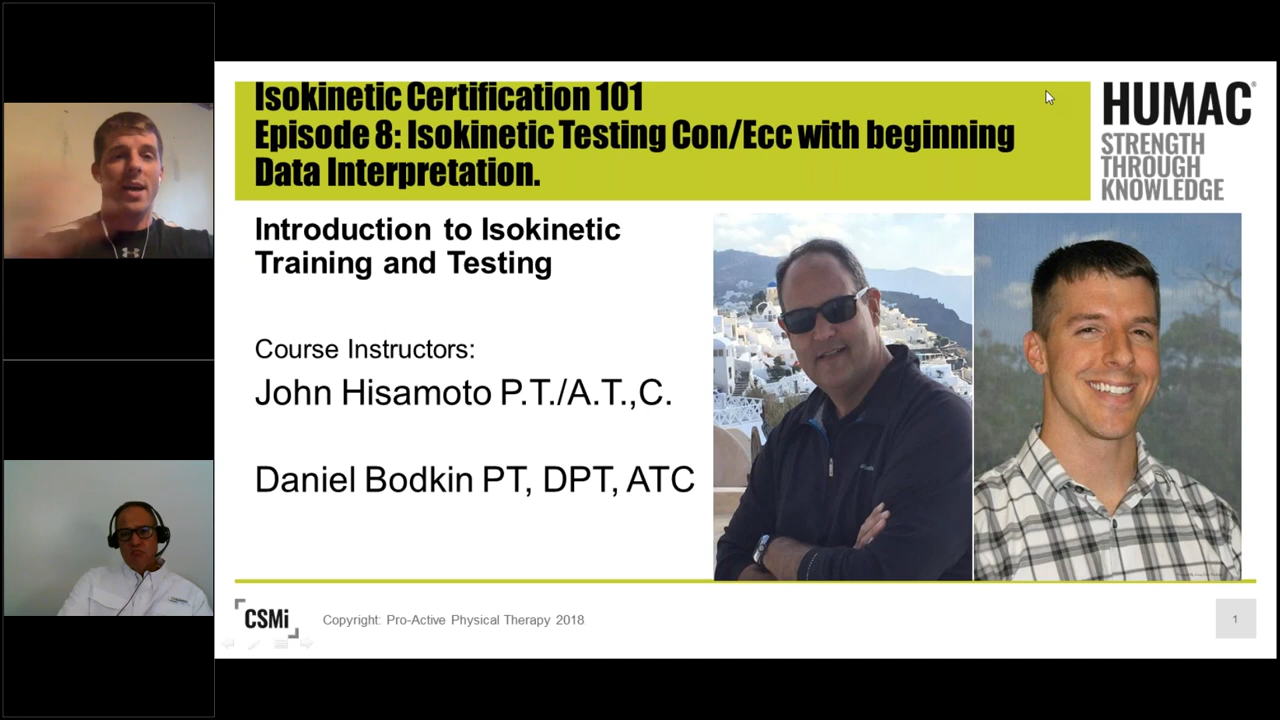 Isokinetic Certification 101
Episode 8: Isokinetic Testing Con/Ecc with beginning
Data Interpretation.
HUMAC®
STRENGTH
THROUGH
KNOWLEDGE
Introduction to Isokinetic
Training and Testing
Course Instructors:
John Hisamoto P.T./A.T.,C.
Daniel Bodkin PT, DPT, ATC
CSMi
Copyright: Pro-Active Physical Therapy 2018
1